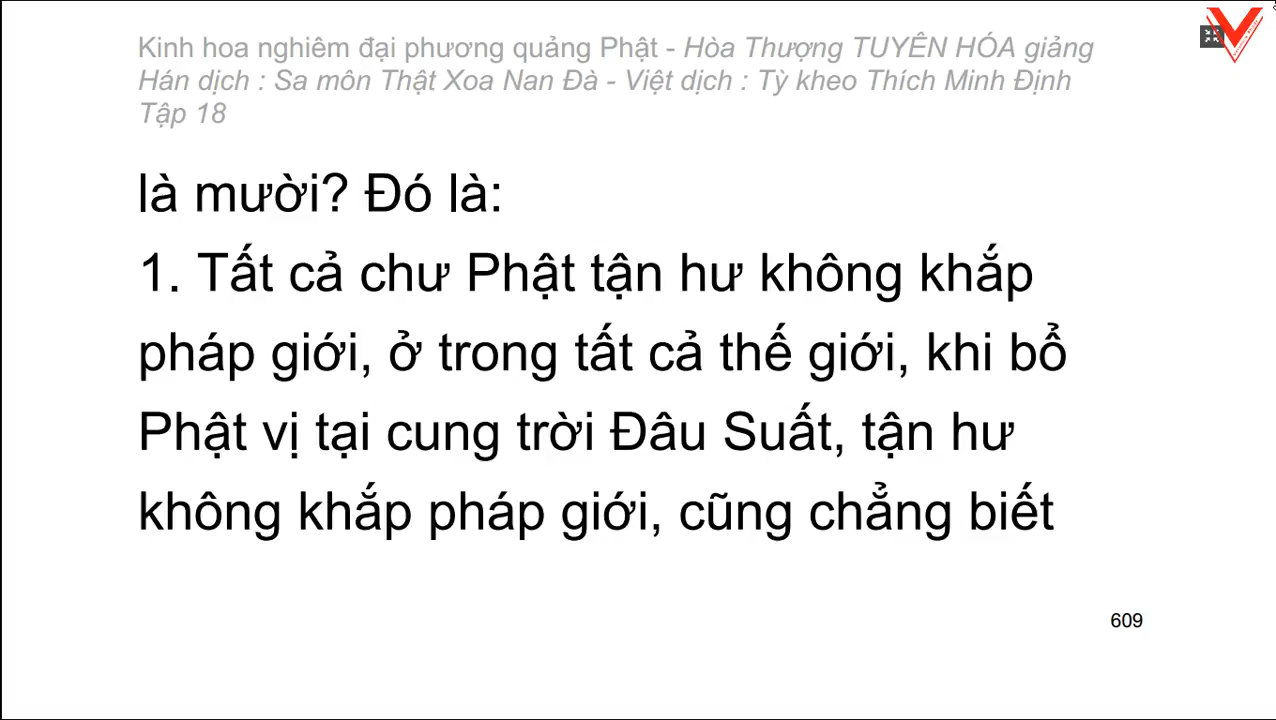 Kinh hoa nghiêm đại phương quảng Phật - Hòa Thượng TUYÊN HÓA giảng
Hán dịch : Sa môn Thật Xoa Nan Đà - Việt dịch : Tỳ kheo Thích Minh Định
Tập 18
là mười? Đó là:
1. Tất cả chư Phật tận hư không khắp
pháp giới, ở trong tất cả thế giới, khi bổ
Phật vị tại cung trời Đâu Suất, tận hư
không khắp pháp giới, cũng chẳng biết
609